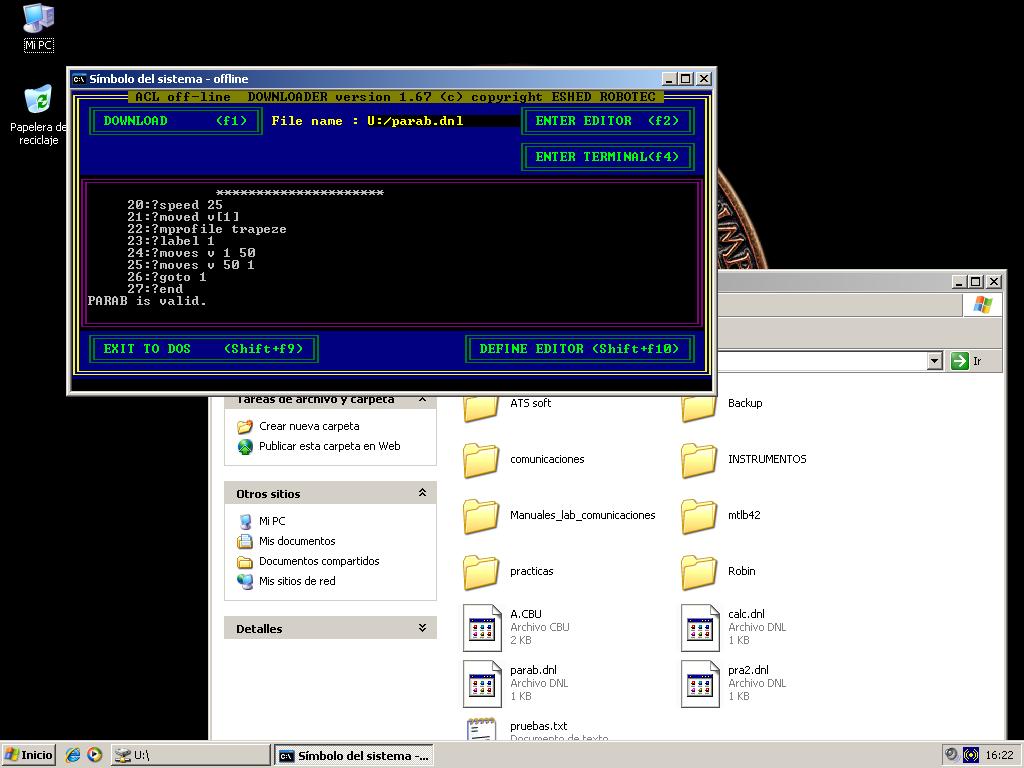 Mi PC
Papelera de
reciclaje
Símbolo del sistema - offline
ACL off-line DOWNLOADER version 1.67 (c) copyright ESHED ROBOTEC
DOWNLOAD (f1) File name : U:/parab.dnl ENTER EDITOR (f2)
ENTER TERMINAL(f4)
*********************
20:?speed 25
21:?moved v[1]
22:?mprofile trapeze
23:?label 1
24:?moves v 1 50
25:?moves v 50 1
26:?goto 1
27:?end
PARAB is valid.
EXIT TO DOS (Shift+f9) DEFINE EDITOR (Shift+f10)
Ir
Tareas de archivo y carpeta
Crear nueva carpeta
Publicar esta carpeta en Web
Otros sitios
Mi PC
Mis documentos
Documentos compartidos
Mis sitios de red
Detalles
ATS soft
Backup
comunicaciones
INSTRUMENTOS
Manuales_lab_comunicaciones
mtlb42
practicas
Robin
A.CBU
Archivo CBU
2 KB
calc.dnl
Archivo DNL
1 KB
parab.dnl
Archivo DNL
1 KB
pra2.dnl
Archivo DNL
1 KB
pruebas.txt
Documento de texto
Inicio
U:\
Símbolo del sistema -...
16:22